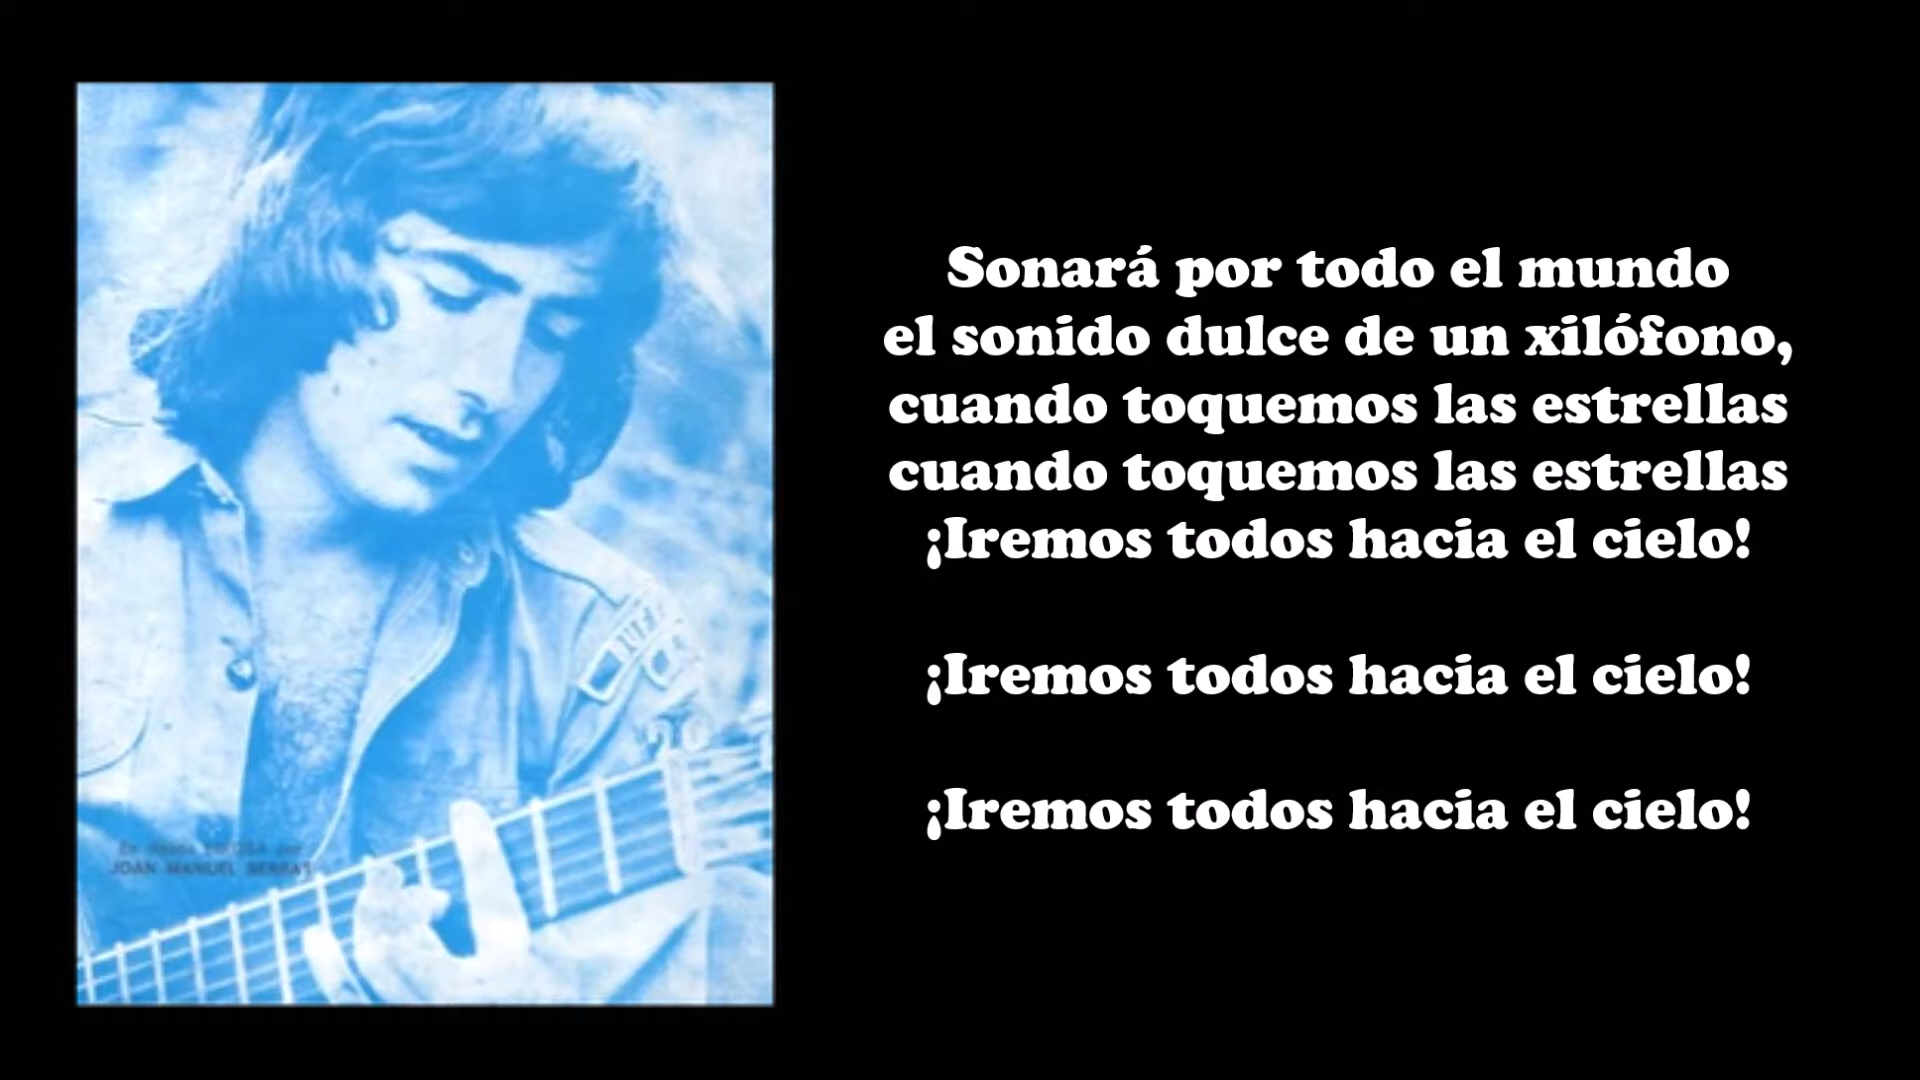 Sonará por todo el mundo
el sonido dulce de un xilófono,
cuando toquemos las estrellas
cuando toquemos las estrellas
¡Iremos todos hacia el cielo!
¡Iremos todos hacia el cielo!
¡Iremos todos hacia el cielo!
JOAN MANUEL SERRAT